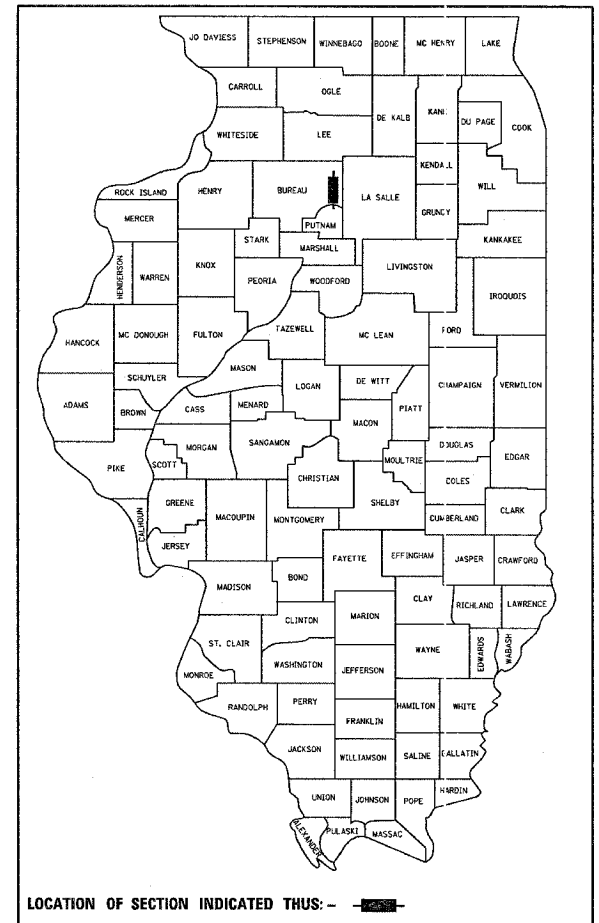 JO DAVIESS STEPHENSON WINNEBAGO BOONE MC HENRY LAKE
CARROLL OGLE DE KALB KANE DU PAGE COOK
WHITESIDE LEE
KENDALL WILL
ROCK ISLAND HENRY BUREAU LA SALLE GRUNDY
MERCER PUTNAM
STARK MARSHALL KANKAKEE
HENDERSON WARREN KNOX PEORIA WOODFORD LIVINGSTON IROQUOIS
HANCOCK MC DONOUGH FULTON TAZEWELL MC LEAN FORD
MASON
SCHUYLER LOGAN DE WITT CHAMPAIGN VERMILION
ADAMS BROWN CASS MENARD PIATT
MACON
MORGAN SANGAMON MOULTRIE DOUGLAS EDGAR
PIKE SCOTT CHRISTIAN COLES
GREENE MACOUPIN MONTGOMERY SHELBY CLARK
CALHOUN CUMBERLAND
JERSEY FAYETTE EFFINGHAM JASPER CRAWFORD
MADISON BOND
CLAY RICHLAND LAWRENCE
CLINTON MARION
ST. CLAIR WAYNE EDWARDS WABASH
WASHINGTON JEFFERSON
MONROE
RANDOLPH PERRY HAMILTON WHITE
FRANKLIN
JACKSON WILLIAMSON SALINE GALLATIN
UNION JOHNSON POPE HARDIN
ALEXANDER PULASKI MASSAC
LOCATION OF SECTION INDICATED THUS: –